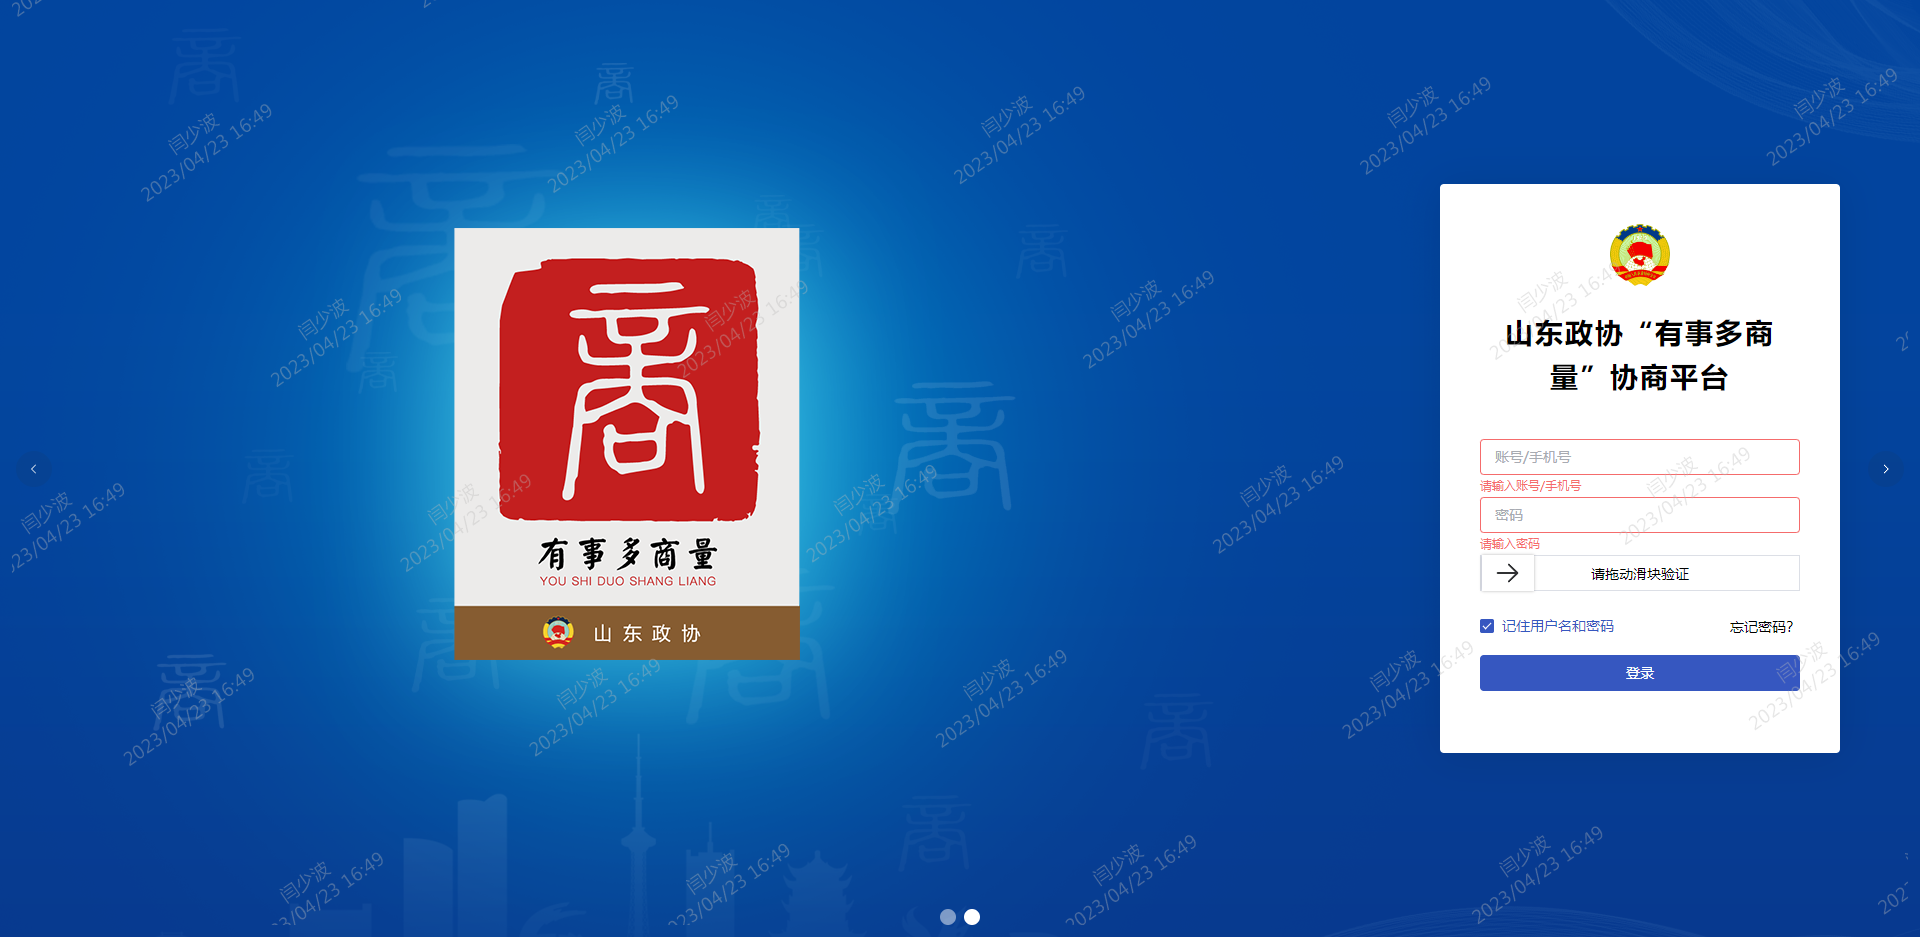 商
有事多商量
YOU SHI DUO SHANG LIANG
山东政协
山东政协“有事多商
量”协商平台
账号/手机号
请输入账号/手机号
密码
请输入密码
请拖动滑块验证
记住用户名和密码
忘记密码?
登录
闫少波
2023/04/23 16:49